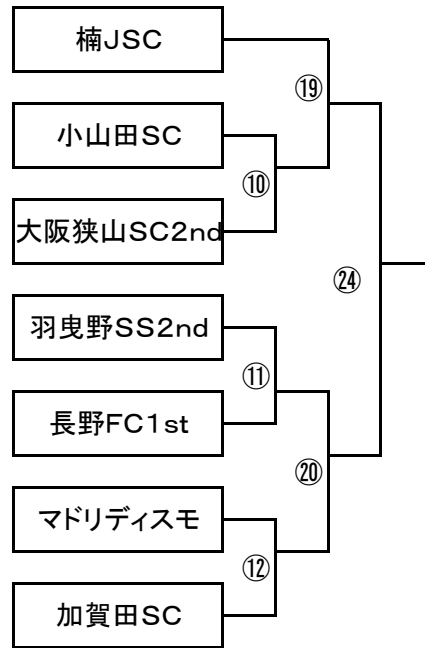 楠JSC
⑲
小山田SC
⑩
大阪狭山SC2nd
㉔
羽曳野SS2nd
⑪
長野FC1st
⑳
マドリディスモ
⑫
加賀田SC